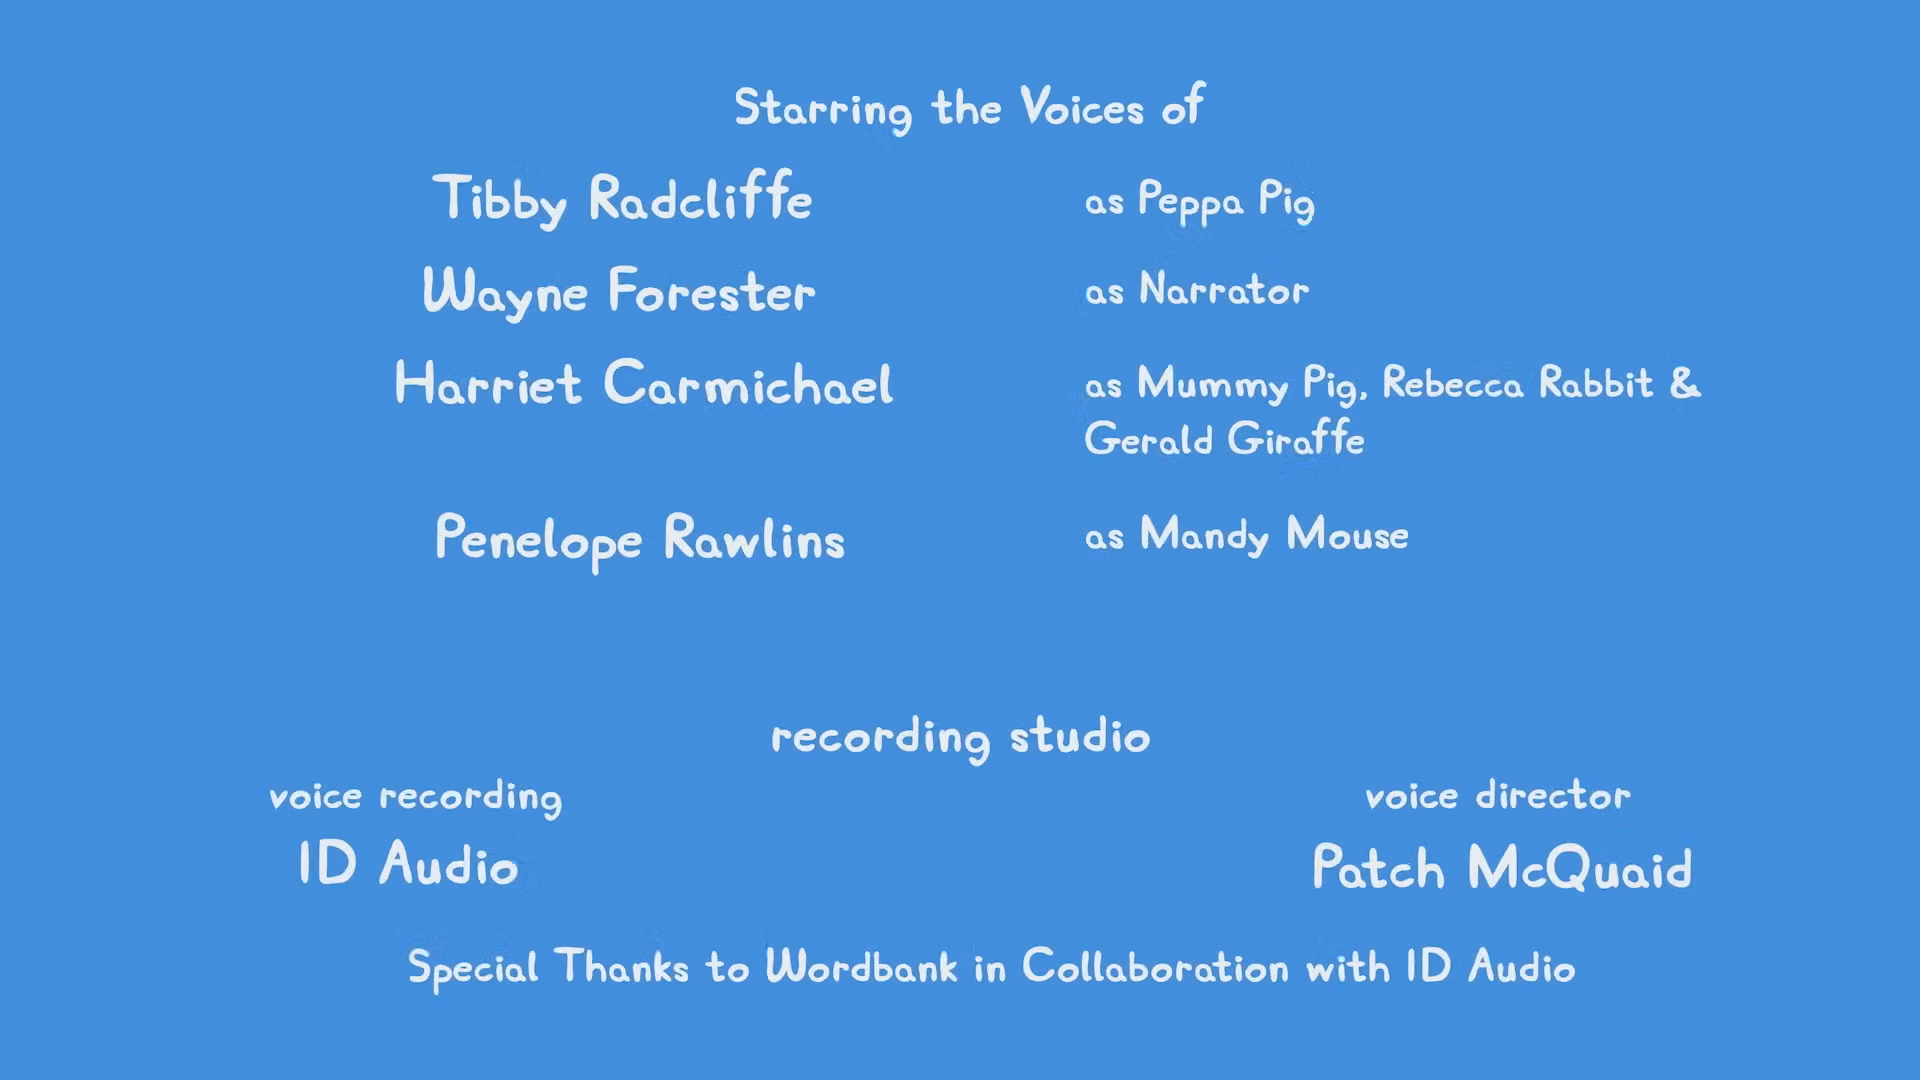 Starring the Voices of
Tibby Radcliffe as Peppa Pig
Wayne Forester as Narrator
Harriet Carmichael as Mummy Pig, Rebecca Rabbit &
Gerald Giraffe
Penelope Rawlins as Mandy Mouse
recording studio
voice recording voice director
ID Audio Patch McQuaid
Special Thanks to Wordbank in Collaboration with ID Audio